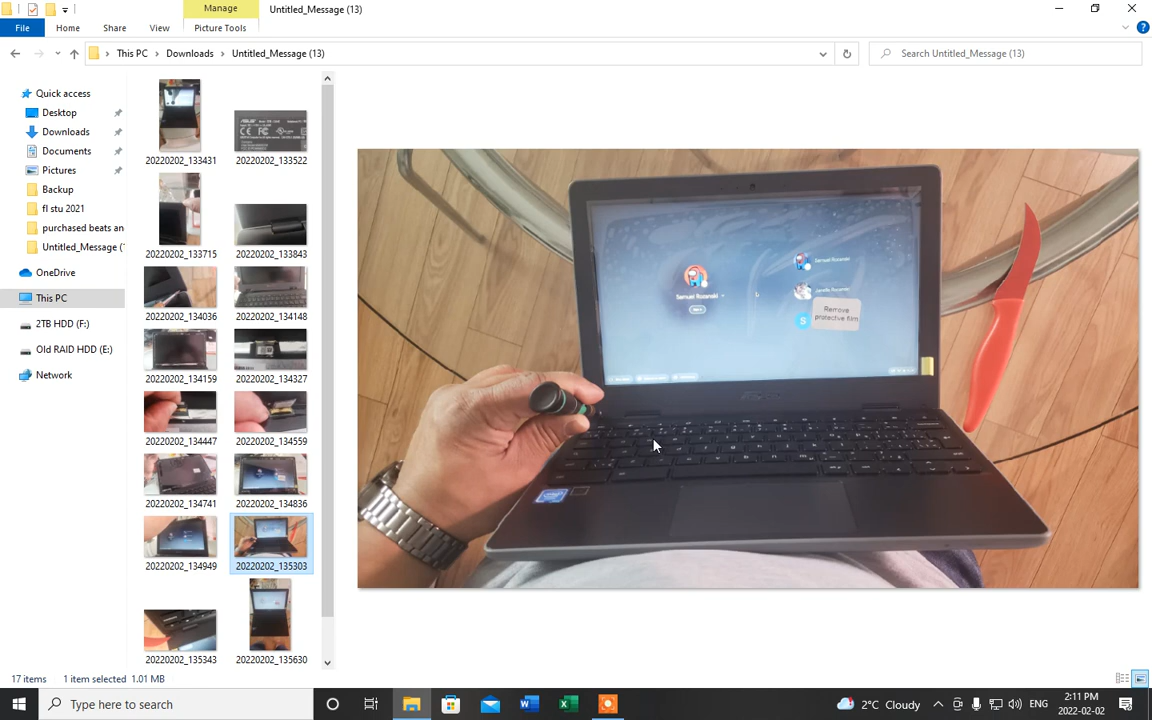 Manage
Untitled_Message (13)
File
Home
Share
View
Picture Tools
This PC
Downloads
Untitled_Message (13)
Search Untitled_Message (13)
Quick access
Desktop
Downloads
Documents
Pictures
Backup
fl stu 2021
purchased beats an
Untitled_Message (1
OneDrive
This PC
2TB HDD (F:)
Old RAID HDD (E:)
Network
20220202_133431
20220202_133522
20220202_133715
20220202_133843
20220202_134036
20220202_134148
20220202_134159
20220202_134327
20220202_134447
20220202_134559
20220202_134741
20220202_134836
20220202_134949
20220202_135303
20220202_135343
20220202_135630
Samuel Rozanski
Remove
protective film
S
17 items
1 item selected 1.01 MB
Type here to search
2°C Cloudy
ENG
2:11 PM
2022-02-02